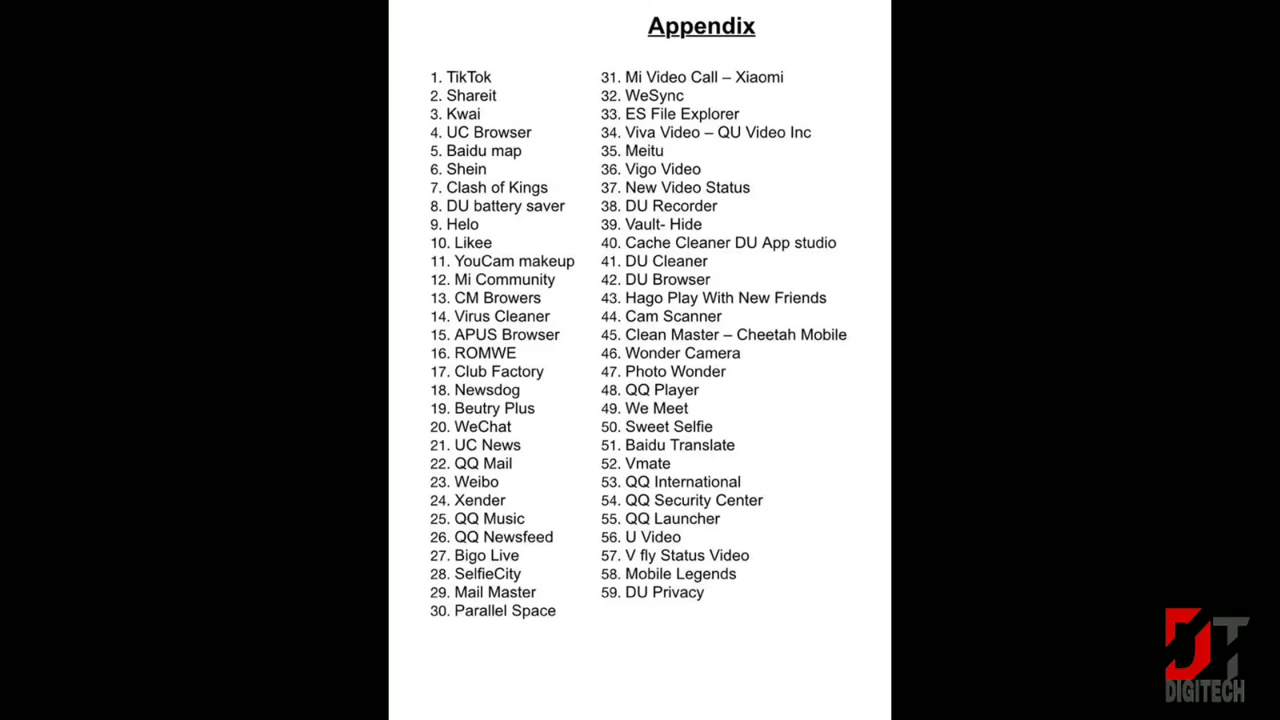 Appendix
1. TikTok
2. Shareit
3. Kwai
4. UC Browser
5. Baidu map
6. Shein
7. Clash of Kings
8. DU battery saver
9. Helo
10. Likee
11. YouCam makeup
12. Mi Community
13. CM Browers
14. Virus Cleaner
15. APUS Browser
16. ROMWE
17. Club Factory
18. Newsdog
19. Beutry Plus
20. WeChat
21. UC News
22. QQ Mail
23. Weibo
24. Xender
25. QQ Music
26. QQ Newsfeed
27. Bigo Live
28. SelfieCity
29. Mail Master
30. Parallel Space
31. Mi Video Call – Xiaomi
32. WeSync
33. ES File Explorer
34. Viva Video – QU Video Inc
35. Meitu
36. Vigo Video
37. New Video Status
38. DU Recorder
39. Vault- Hide
40. Cache Cleaner DU App studio
41. DU Cleaner
42. DU Browser
43. Hago Play With New Friends
44. Cam Scanner
45. Clean Master – Cheetah Mobile
46. Wonder Camera
47. Photo Wonder
48. QQ Player
49. We Meet
50. Sweet Selfie
51. Baidu Translate
52. Vmate
53. QQ International
54. QQ Security Center
55. QQ Launcher
56. U Video
57. V fly Status Video
58. Mobile Legends
59. DU Privacy
DT
DIGITECH